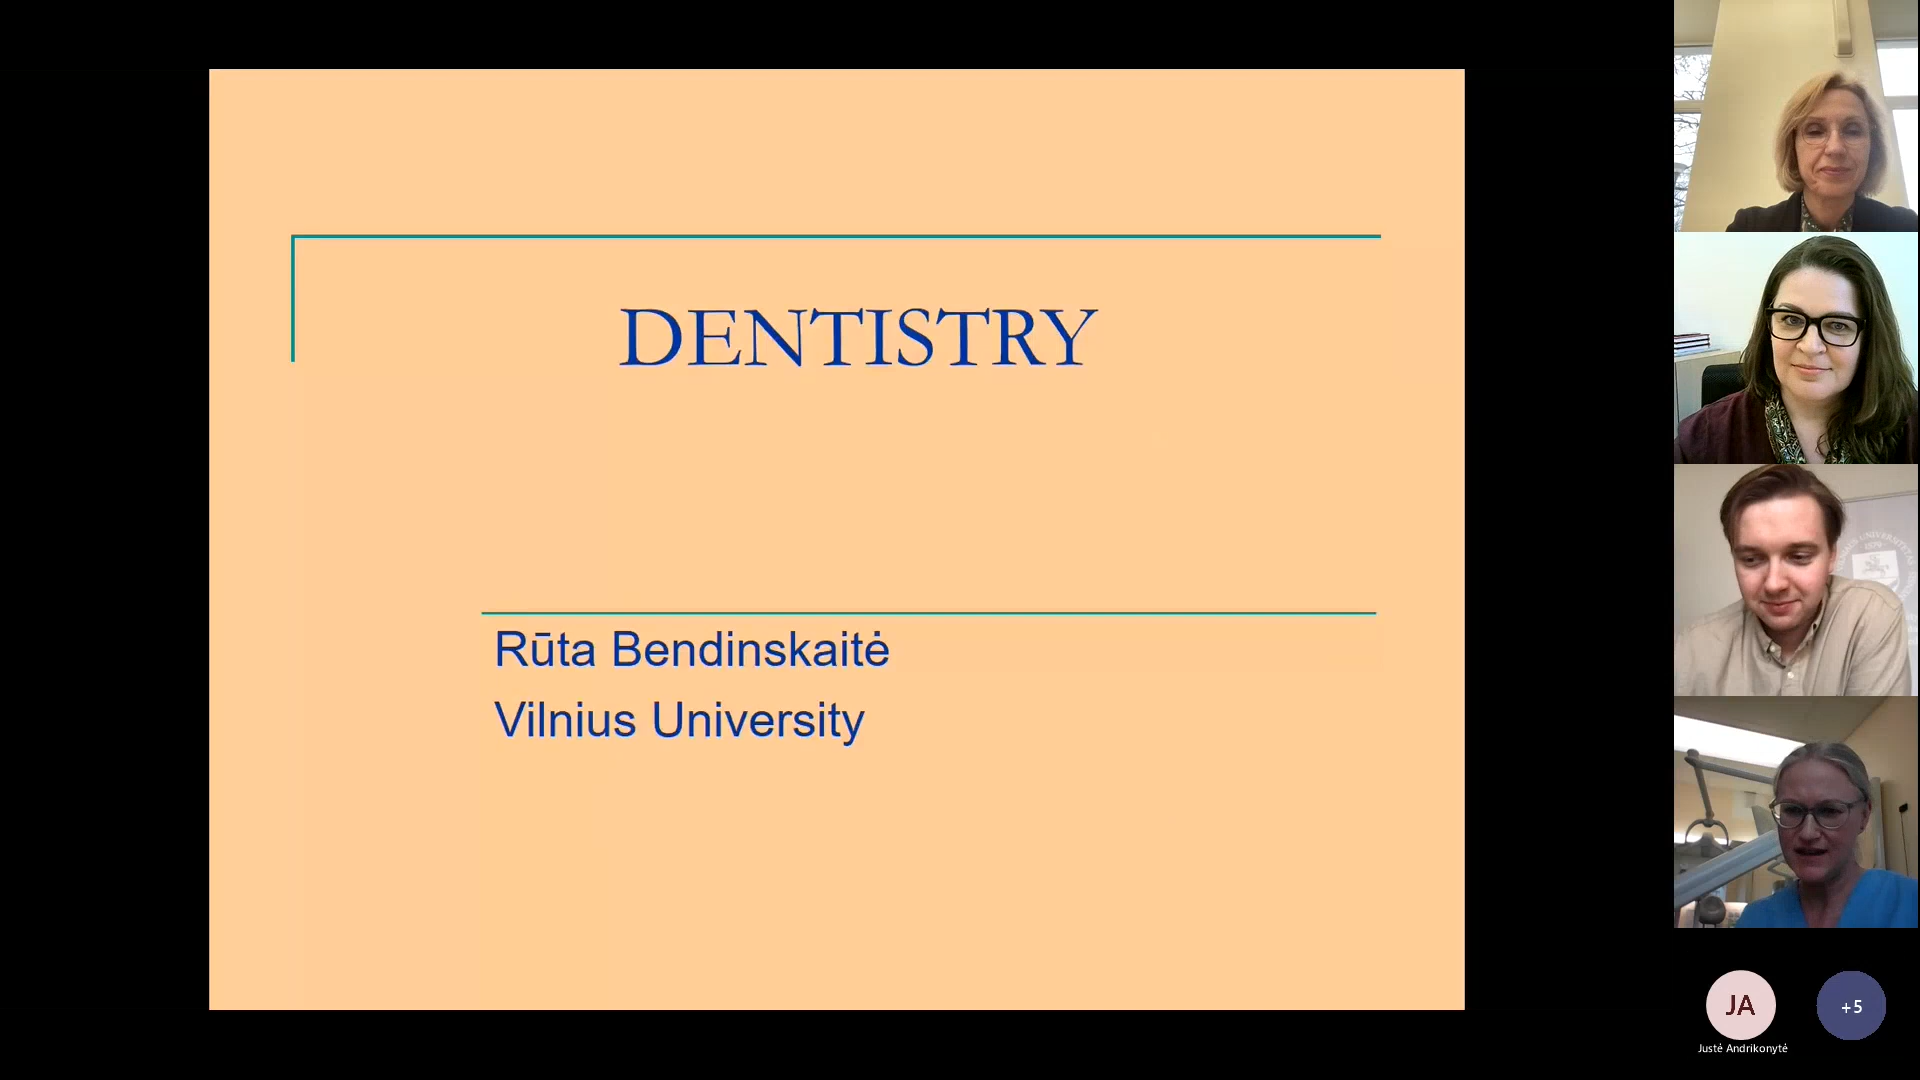 DENTISTRY
Rūta Bendinskaitė
Vilnius University
JA
+5
Justė Andrikonytė